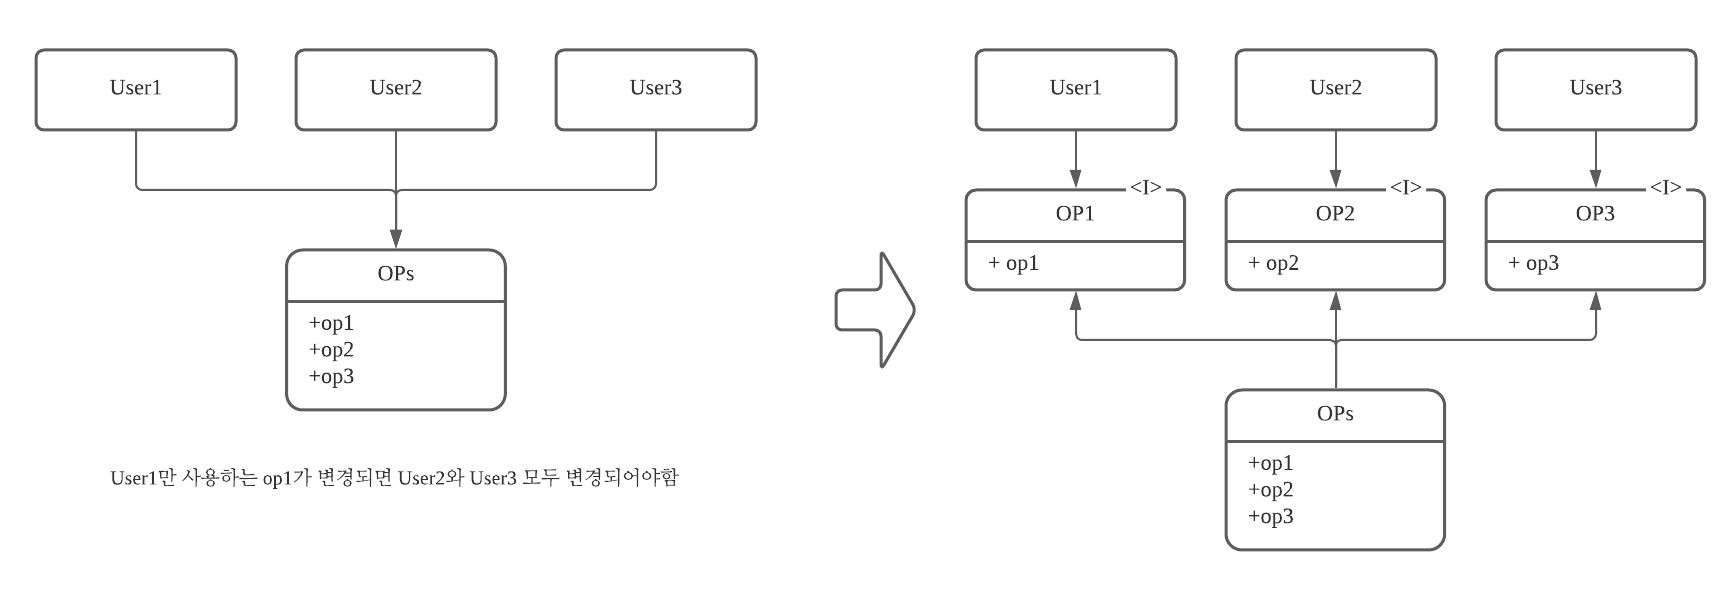 User1
User2
User3
OPs
+op1
+op2
+op3
User1만 사용하는 op1가 변경되면 User2와 User3 모두 변경되어야함
User1
User2
User3
<I>
OP1
+ op1
<I>
OP2
+ op2
<I>
OP3
+ op3
OPs
+op1
+op2
+op3